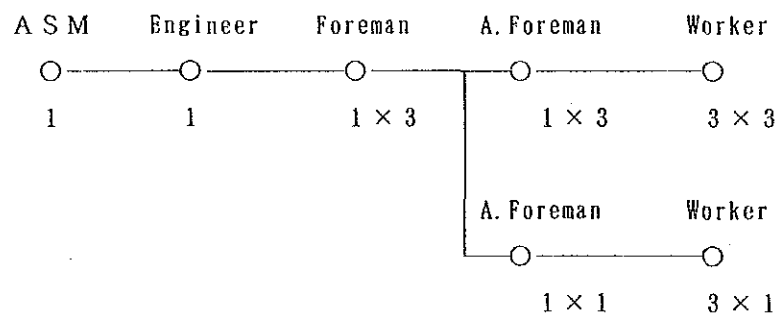 ASM Engineer Foreman A. Foreman Worker
1 1 1 × 3 1 × 3 3 × 3
A. Foreman Worker
1 × 1 3 × 1